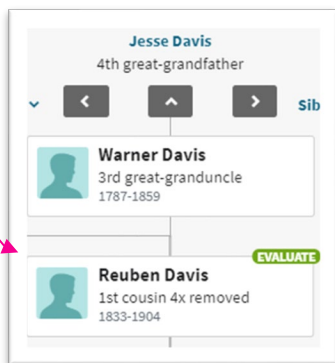 Jesse Davis
4th great-grandfather
Sib
Warner Davis
3rd great-granduncle
1787-1859
EVALUATE
Reuben Davis
1st cousin 4x removed
1833-1904